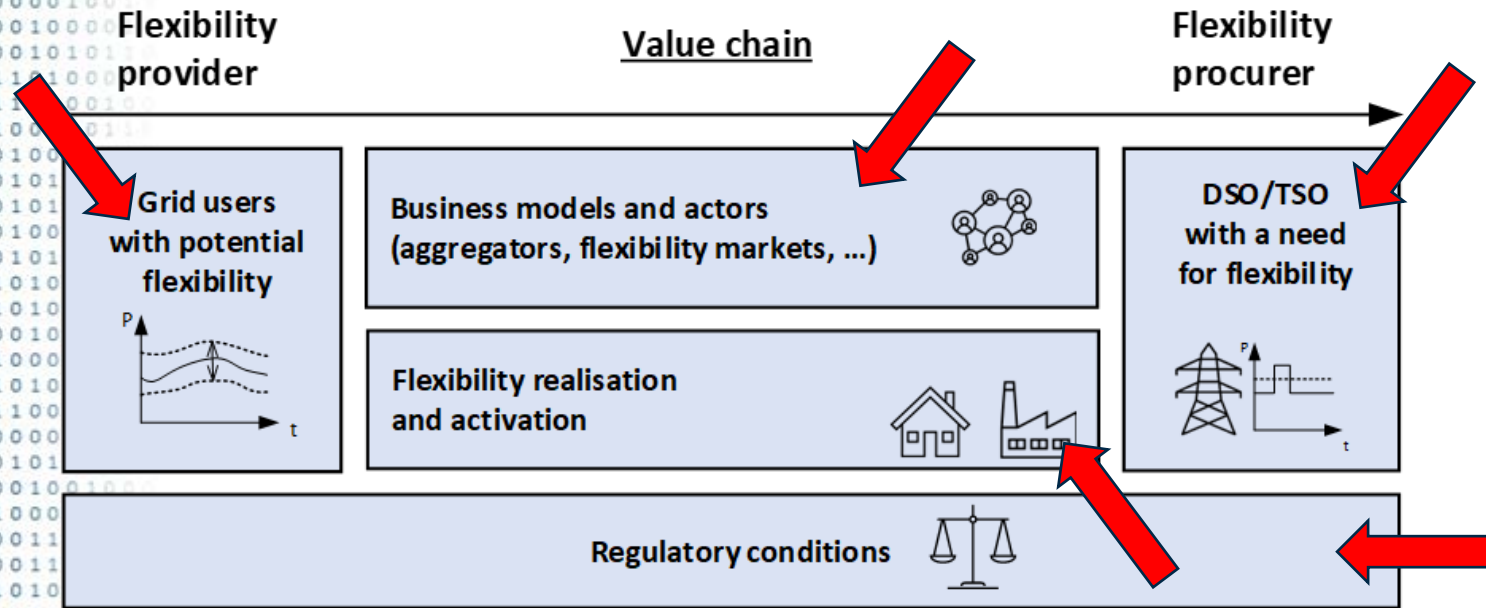 Flexibility
provider
Value chain
Flexibility
procurer
Grid users
with potential
flexibility
P
t
Business models and actors
(aggregators, flexibility markets, ...)
Flexibility realisation
and activation
DSO/TSO
with a need
for flexibility
P
t
Regulatory conditions